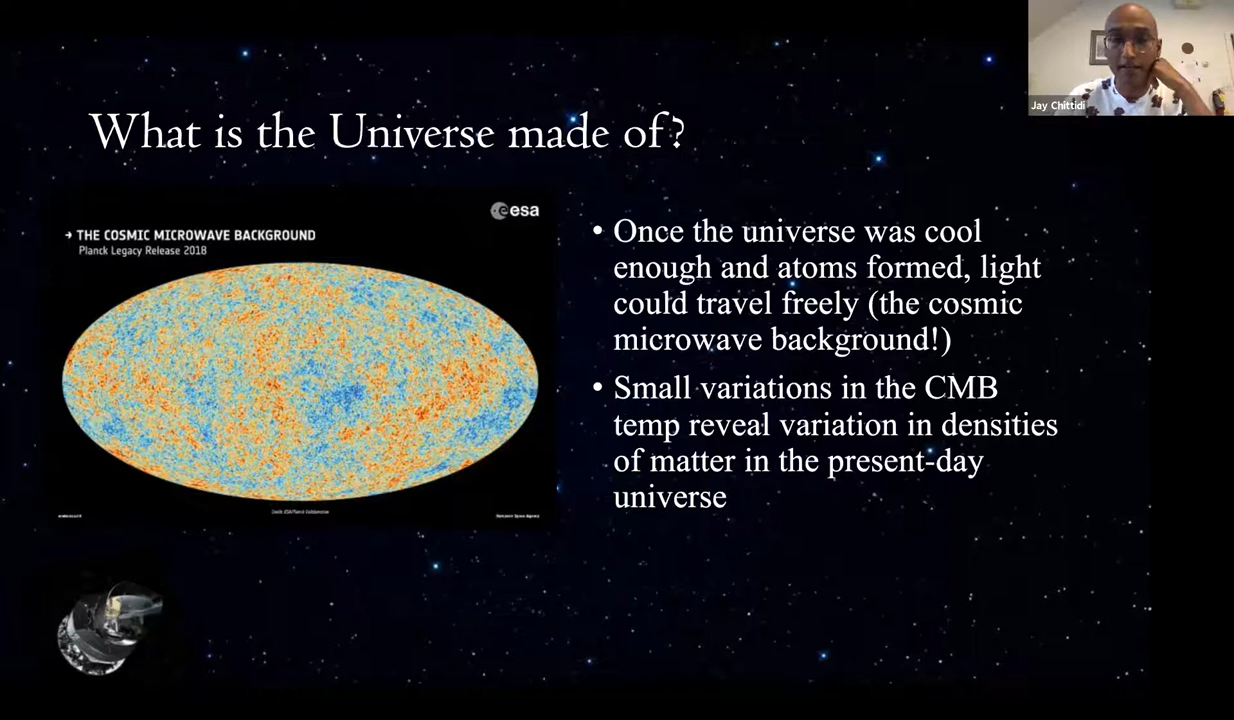 Jay Chittidi
What is the Universe made of?
esa
→ THE COSMIC MICROWAVE BACKGROUND
Planck Legacy Release 2018
• Once the universe was cool
enough and atoms formed, light
could travel freely (the cosmic
microwave background!)
• Small variations in the CMB
temp reveal variation in densities
of matter in the present-day
universe